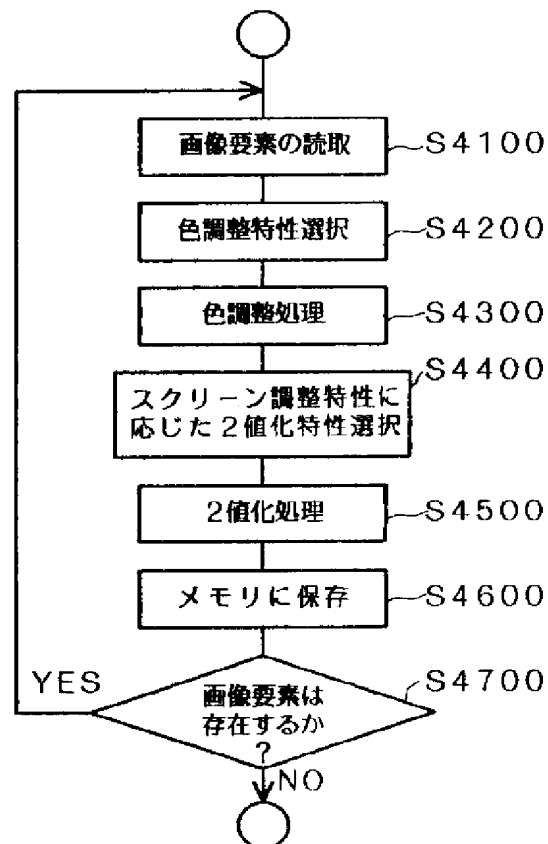 画像要素の読取
S4100
色調整特性選択
S4200
色調整処理
S4300
S4400
スクリーン調整特性に
応じた2値化特性選択
2値化処理
S4500
メモリに保存
S4600
YES
S4700
画像要素は
存在するか
?
NO